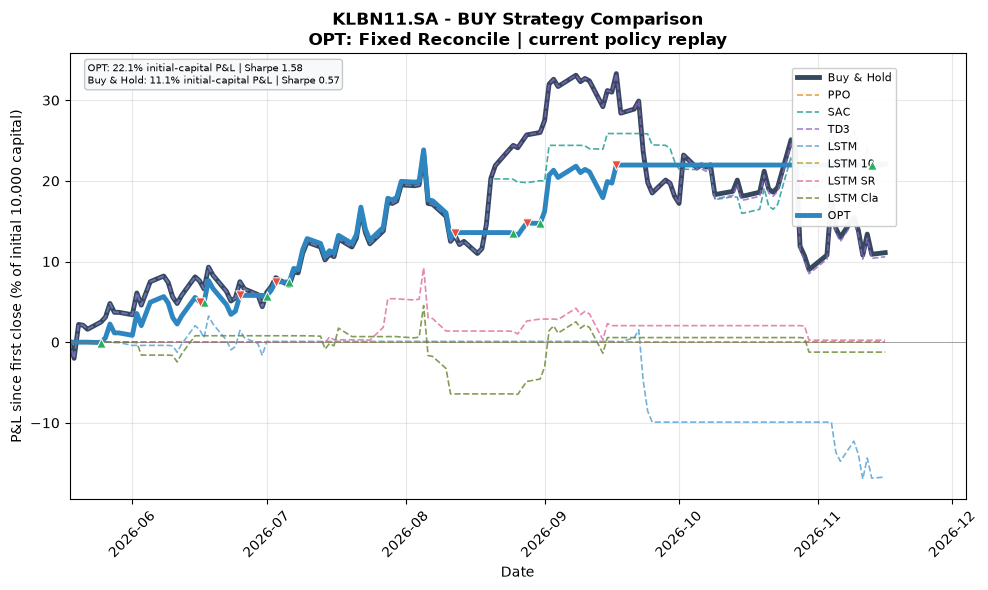 KLBN11.SA - BUY Strategy Comparison
OPT: Fixed Reconcile | current policy replay
OPT: 22.1% initial-capital P&L | Sharpe 1.58
Buy & Hold: 11.1% initial-capital P&L | Sharpe 0.57
Buy & Hold
PPO
SAC
TD3
LSTM
LSTM 1C
LSTM SR
LSTM Cla
OPT
P&L since first close (% of initial 10,000 capital)
30
20
10
0
−10
2026-06
2026-07
2026-08
2026-09
2026-10
2026-11
2026-12
Date